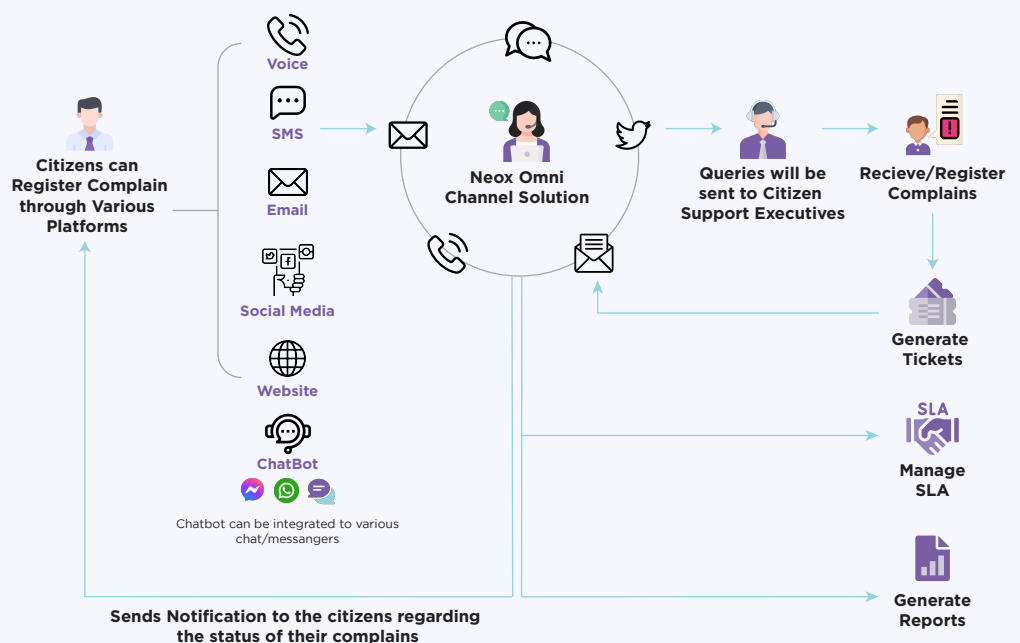 Citizens can
Register Complain
through Various
Platforms
Voice
SMS
Email
Social Media
Website
ChatBot
Chatbot can be integrated to various
chat/messangers
Neox Omni
Channel Solution
Queries will be
sent to Citizen
Support Executives
Recieve/Register
Complains
Generate
Tickets
SLA
Manage
SLA
Generate
Reports
Sends Notification to the citizens regarding
the status of their complains